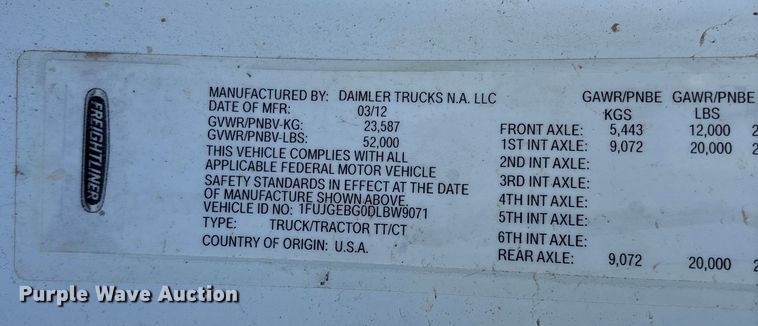 FREIGHTLINER
MANUFACTURED BY: DAIMLER TRUCKS N.A. LLC
DATE OF MFR: 03/12
GVWR/PNBV-KG: 23,587
GVWR/PNBV-LBS: 52,000
THIS VEHICLE COMPLIES WITH ALL
APPLICABLE FEDERAL MOTOR VEHICLE
SAFETY STANDARDS IN EFFECT AT THE DATE
OF MANUFACTURE SHOWN ABOVE.
VEHICLE ID NO: 1FUJGEBG0DLBW9071
TYPE: TRUCK/TRACTOR TT/CT
COUNTRY OF ORIGIN: U.S.A.
GAWR/PNBE GAWR/PNBE
KGS LBS
FRONT AXLE: 5,443 12,000 2
1ST INT AXLE: 9,072 20,000 2
2ND INT AXLE:
3RD INT AXLE:
4TH INT AXLE:
5TH INT AXLE:
6TH INT AXLE:
REAR AXLE: 9,072 20,000 2
Purple Wave Auction